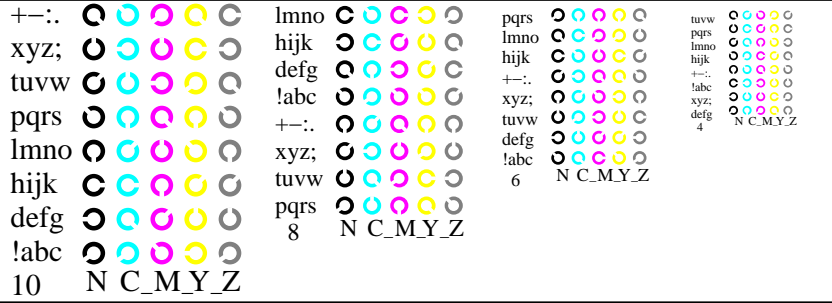 +−:.
xyz;
tuvw
pqrs
lmno
hijk
defg
!abc
10 N C_M_Y_Z
lmno
hijk
defg
!abc
+−:.
xyz;
tuvw
pqrs
8 N C_M_Y_Z
pqrs
lmno
hijk
+−:.
xyz;
tuvw
defg
!abc
6 N C_M_Y_Z
tuvw
pqrs
lmno
hijk
+−:.
!abc
xyz;
defg
4 N C_M_Y_Z